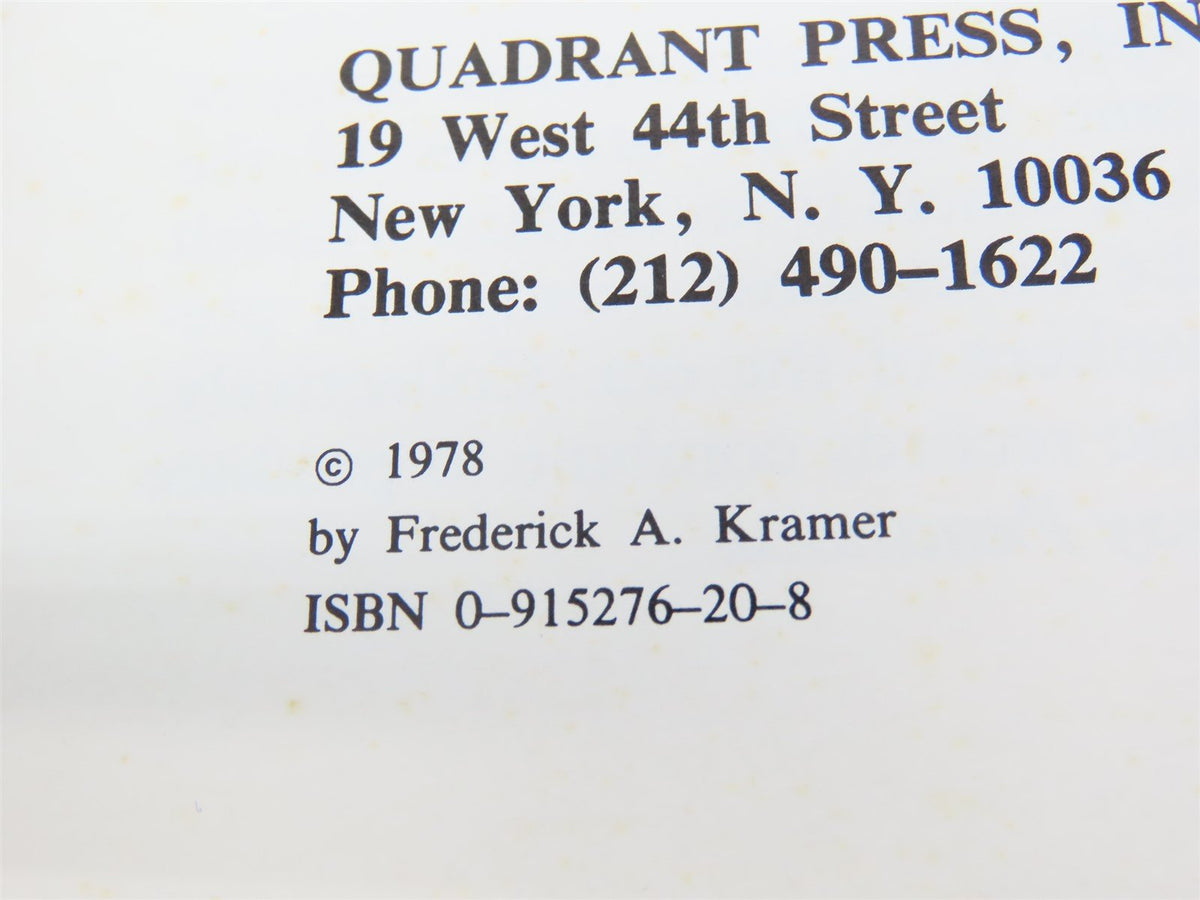 QUADRANT PRESS, IN
19 West 44th Street
New York, N. Y. 10036
Phone: (212) 490–1622
© 1978
by Frederick A. Kramer
ISBN 0–915276–20–8